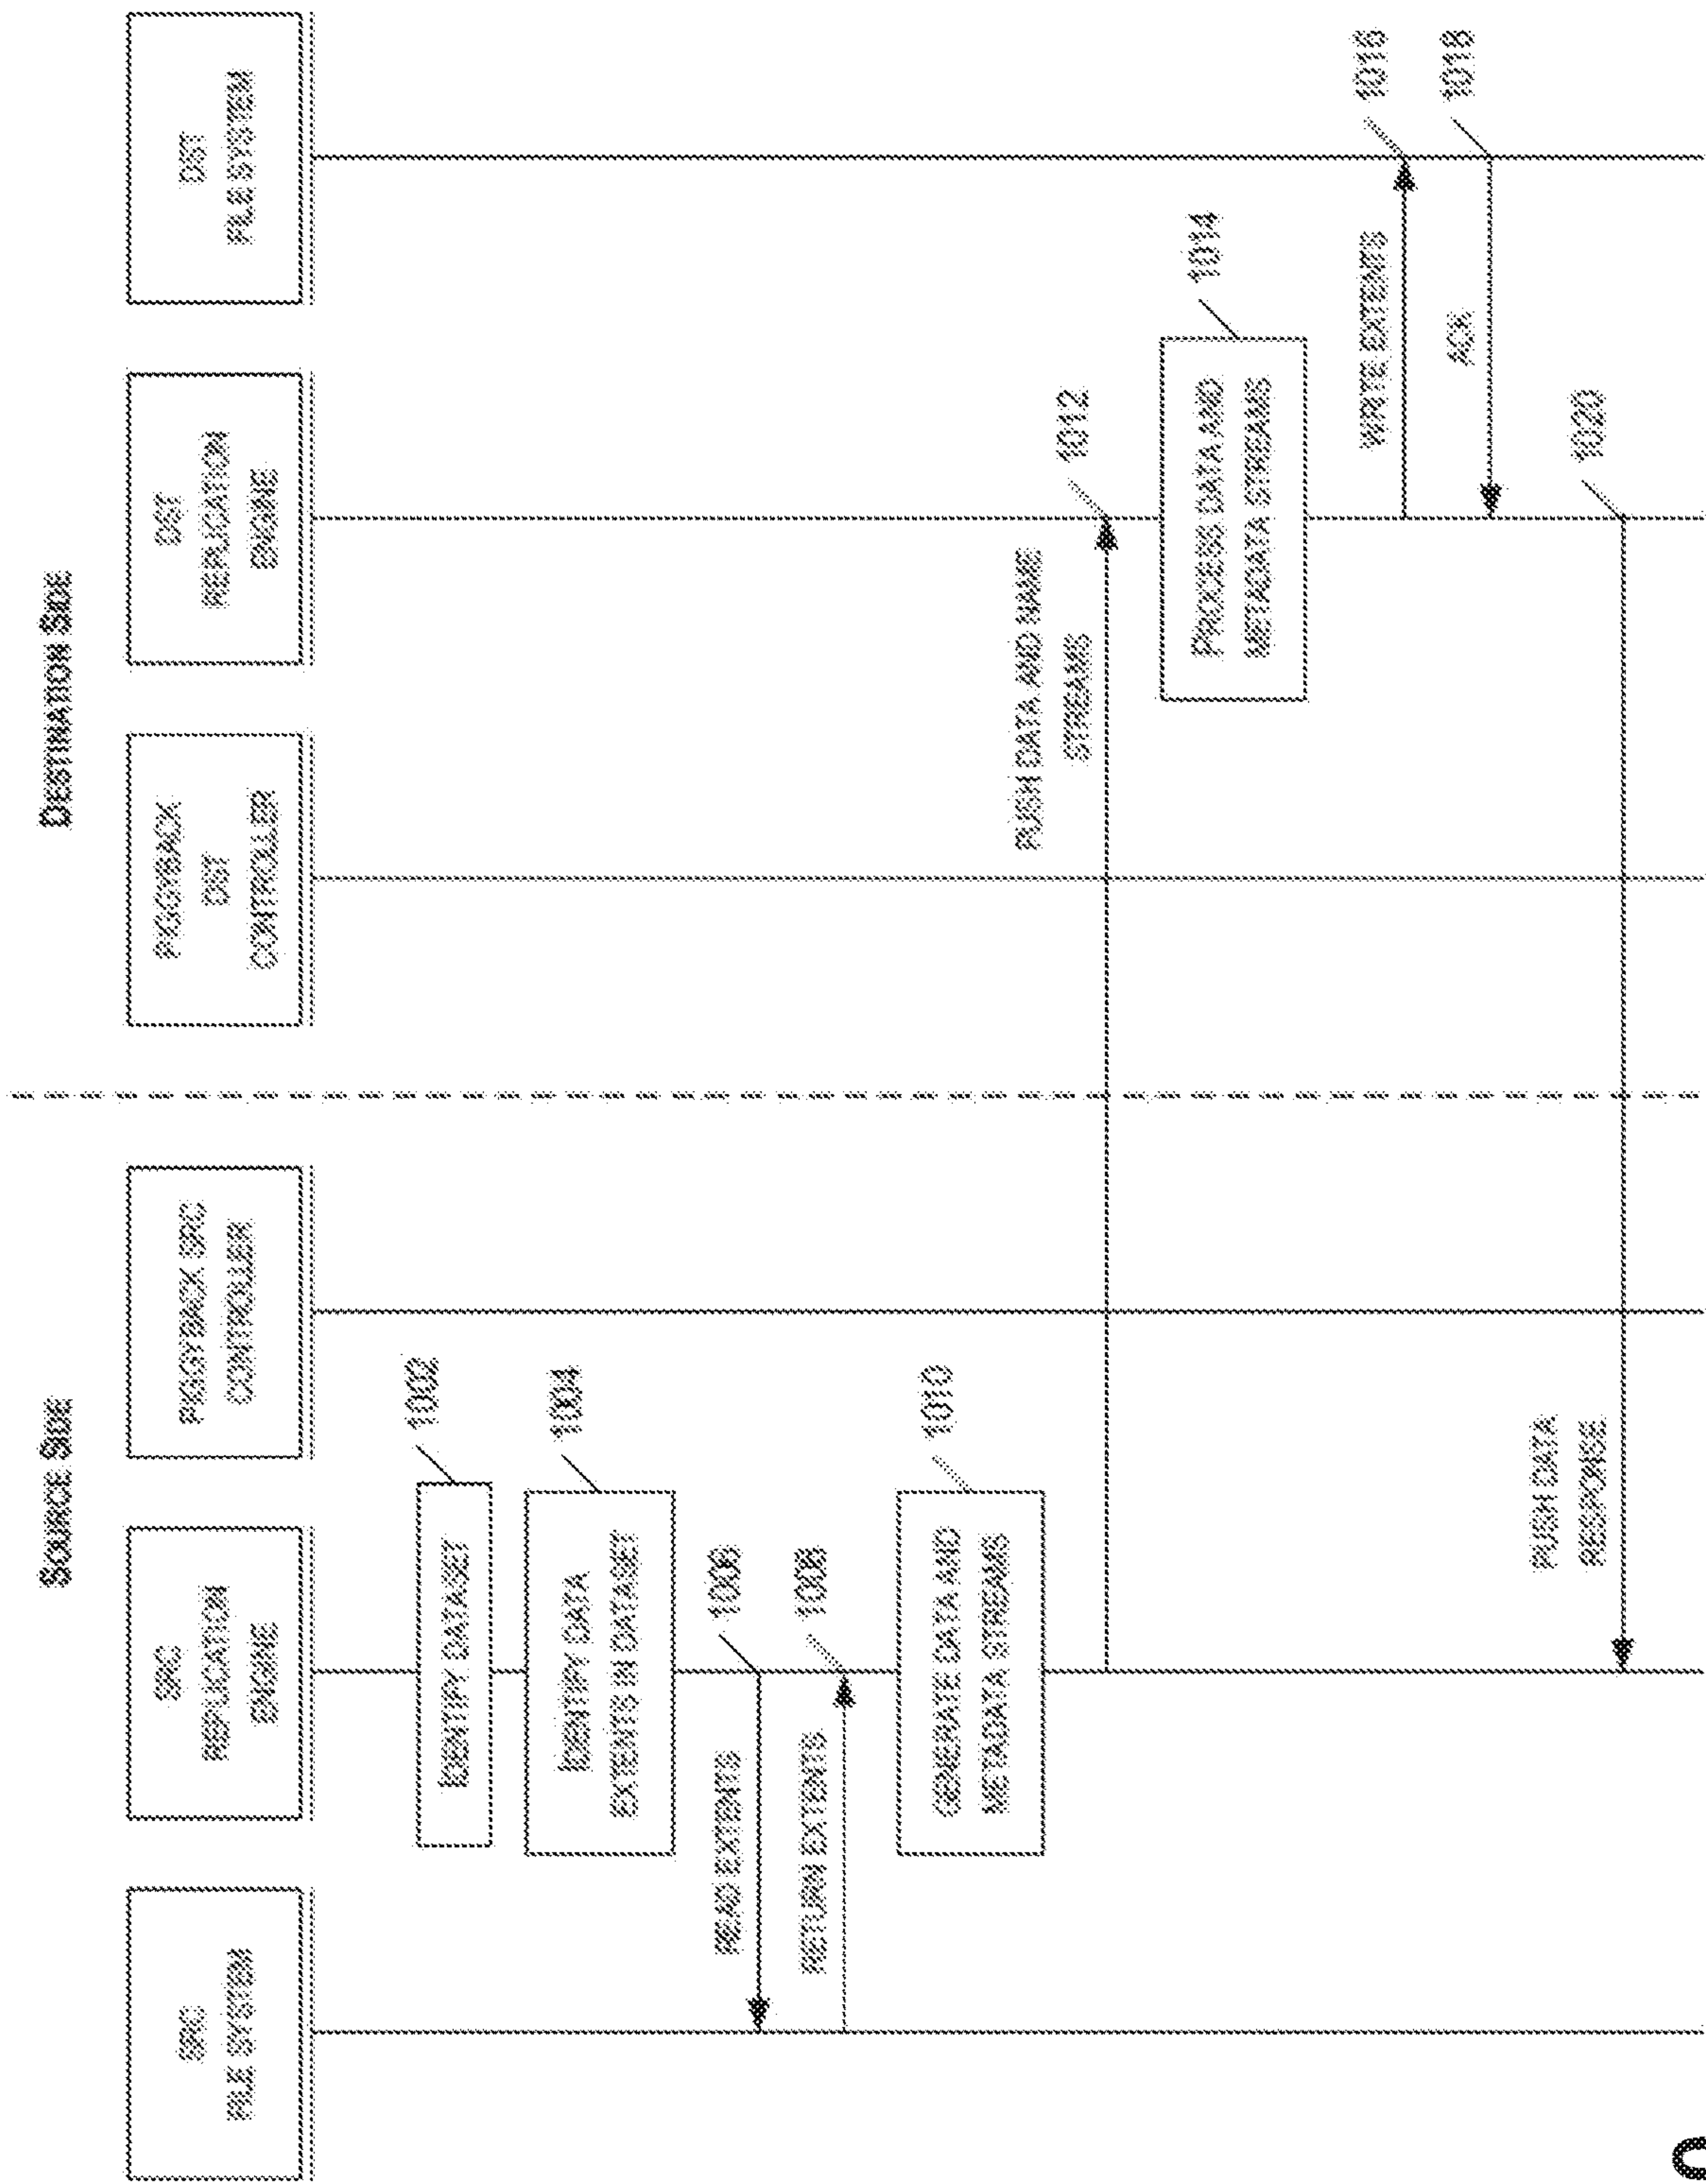 SOURCE SIDE
DESTINATION SIDE
SRC
FILE SYSTEM
SRC
REPLICATION
ENGINE
PIGGYBACK SRC
CONTROLLER
PIGGYBACK
DST
CONTROLLER
DST
REPLICATION
ENGINE
DST
FILE SYSTEM
IDENTIFY DATASET
1002
IDENTIFY DATA
EXTENTS IN DATASET
1004
READ EXTENTS
1006
RETURN EXTENTS
1008
GENERATE DATA AND
METADATA STREAMS
1010
PUSH DATA AND NAME
STREAMS
1012
PROCESS DATA AND
METADATA STREAMS
1014
WRITE EXTENTS
1016
ACK
1018
PUSH DATA
RESPONSE
1020